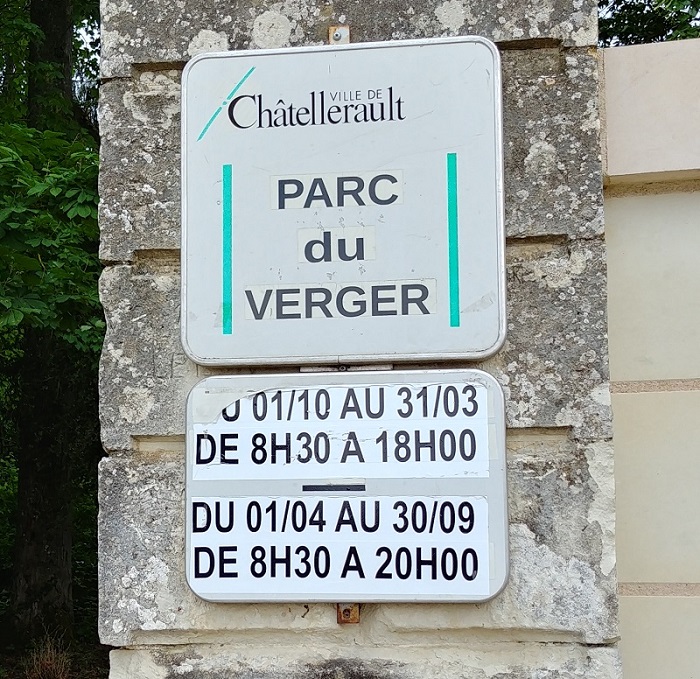 VILLE DE
Châtellerault
PARC
du
VERGER
DU 01/10 AU 31/03
DE 8H30 A 18H00
DU 01/04 AU 30/09
DE 8H30 A 20H00